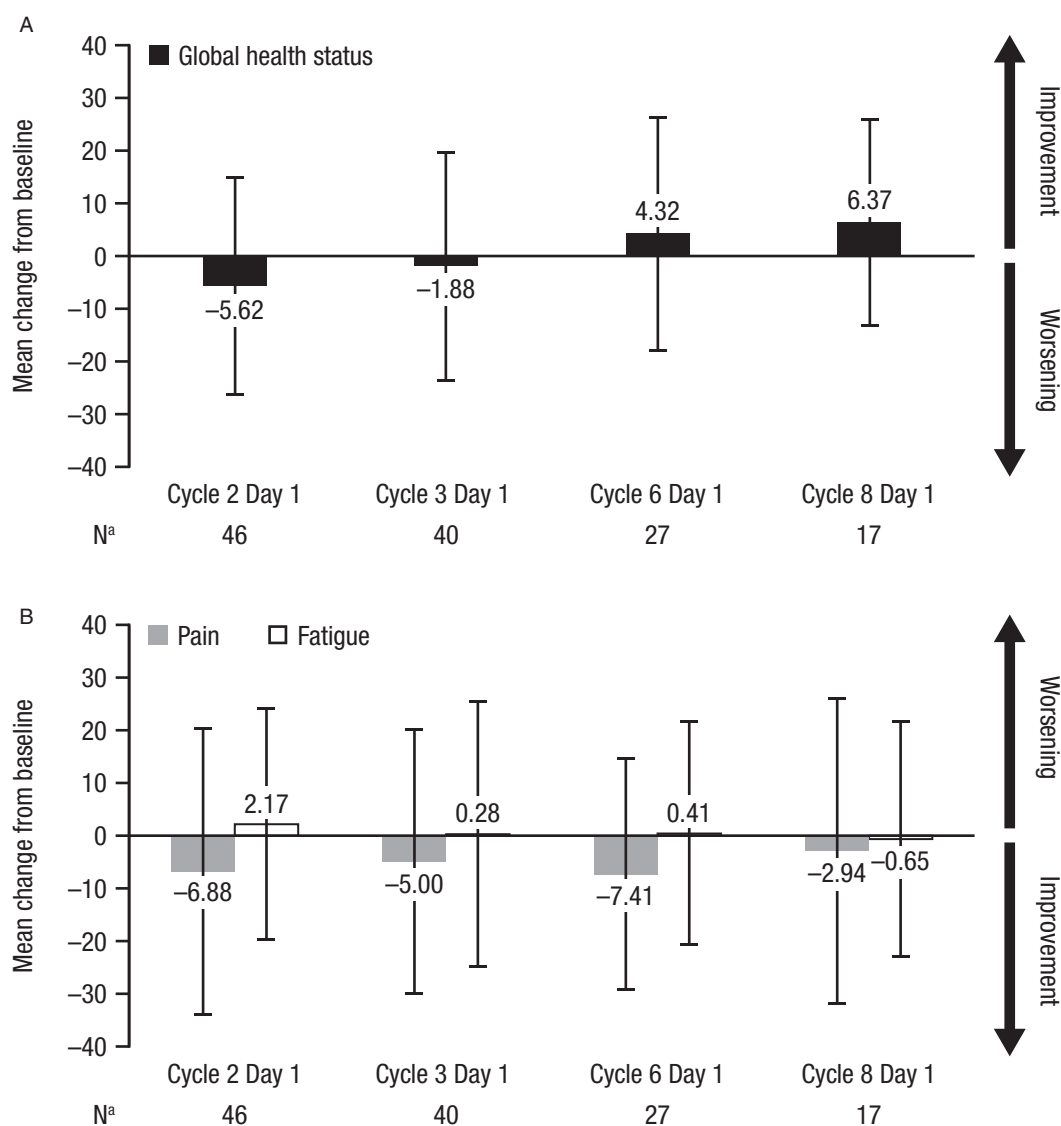 A
Global health status
Mean change from baseline
40
30
20
10
0
–10
–20
–30
–40
–5.62
–1.88
4.32
6.37
Improvement
Worsening
Cycle 2 Day 1 Cycle 3 Day 1 Cycle 6 Day 1 Cycle 8 Day 1
Nᵃ 46 40 27 17
B
Pain Fatigue
Mean change from baseline
40
30
20
10
0
–10
–20
–30
–40
–6.88
2.17
–5.00
0.28
–7.41
0.41
–2.94
–0.65
Worsening
Improvement
Cycle 2 Day 1 Cycle 3 Day 1 Cycle 6 Day 1 Cycle 8 Day 1
Nᵃ 46 40 27 17